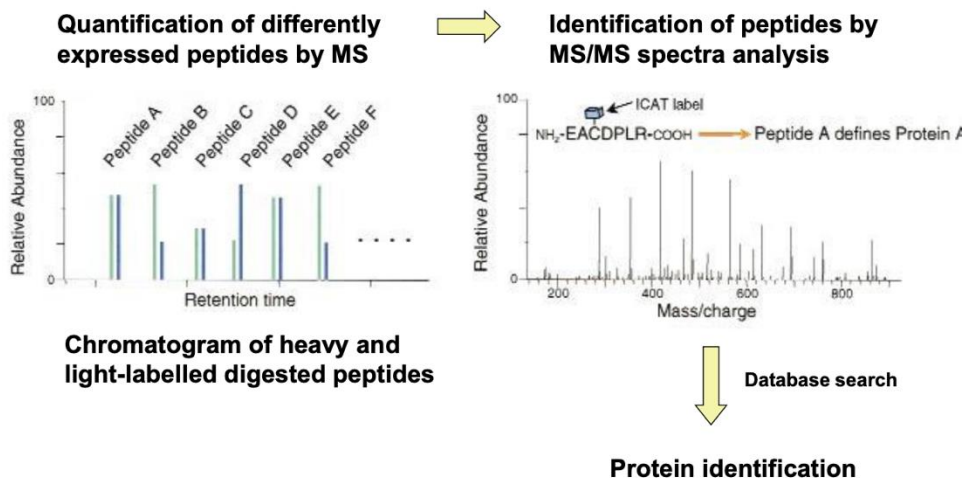 Quantification of differently
expressed peptides by MS
Identification of peptides by
MS/MS spectra analysis
100
Relative Abundance
0
Peptide A
Peptide B
Peptide C
Peptide D
Peptide E
Peptide F
Retention time
Chromatogram of heavy and
light-labelled digested peptides
100
Relative Abundance
0
ICAT label
NH₂-EACDPLR-COOH
Peptide A defines Protein A
200
400
600
800
Mass/charge
Database search
Protein identification